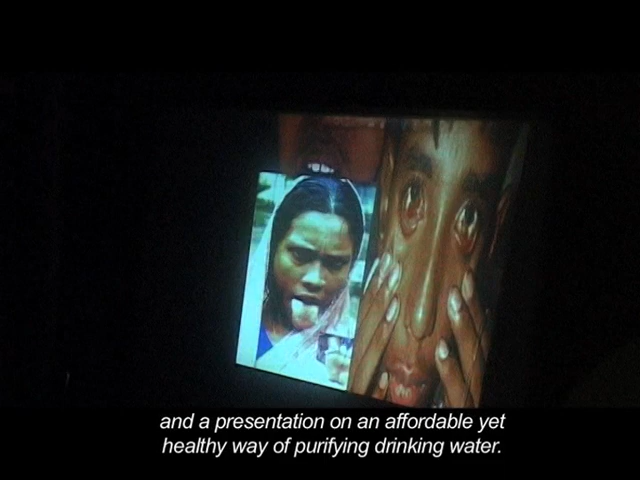 and a presentation on an affordable yet
healthy way of purifying drinking water.